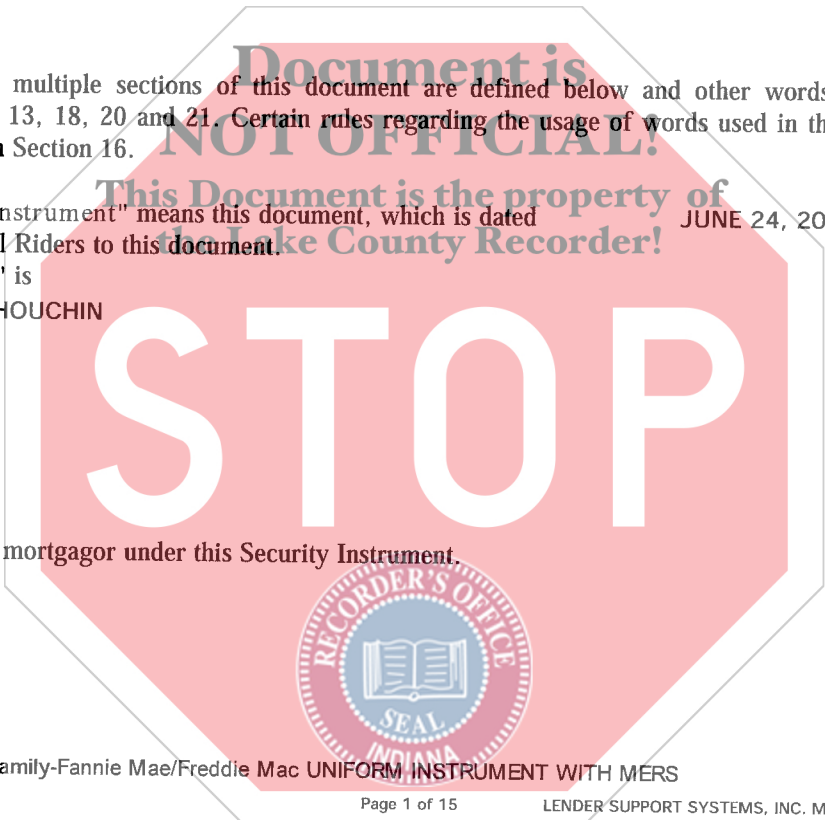 Document is
multiple sections of this document are defined below and other words
13, 18, 20 and 21. Certain rules regarding the usage of words used in th
NOT OFFICIAL!
Section 16.
This Document is the property of
nstrument" means this document, which is dated JUNE 24, 20
the Lake County Recorder!
l Riders to this document.
" is
HOUCHIN
STOP
mortgagor under this Security Instrument.
RECORDER'S OFFICE
SEAL
INDIANA
amily-Fannie Mae/Freddie Mac UNIFORM INSTRUMENT WITH MERS
Page 1 of 15 LENDER SUPPORT SYSTEMS, INC. M